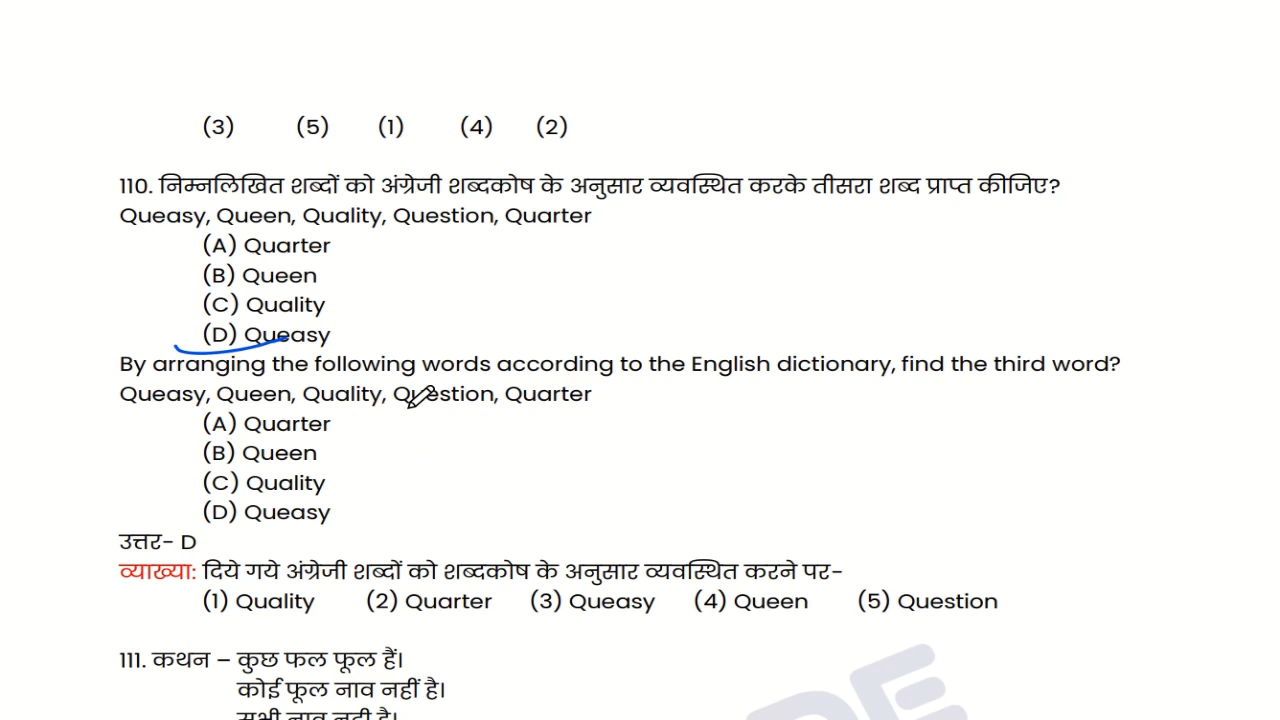 (3) (5) (1) (4) (2)
110. निम्नलिखित शब्दों को अंग्रेजी शब्दकोष के अनुसार व्यवस्थित करके तीसरा शब्द प्राप्त कीजिए?
Queasy, Queen, Quality, Question, Quarter
(A) Quarter
(B) Queen
(C) Quality
(D) Queasy
By arranging the following words according to the English dictionary, find the third word?
Queasy, Queen, Quality, Question, Quarter
(A) Quarter
(B) Queen
(C) Quality
(D) Queasy
उत्तर- D
व्याख्या: दिये गये अंग्रेजी शब्दों को शब्दकोष के अनुसार व्यवस्थित करने पर-
(1) Quality (2) Quarter (3) Queasy (4) Queen (5) Question
111. कथन – कुछ फल फूल हैं।
कोई फूल नाव नहीं है।